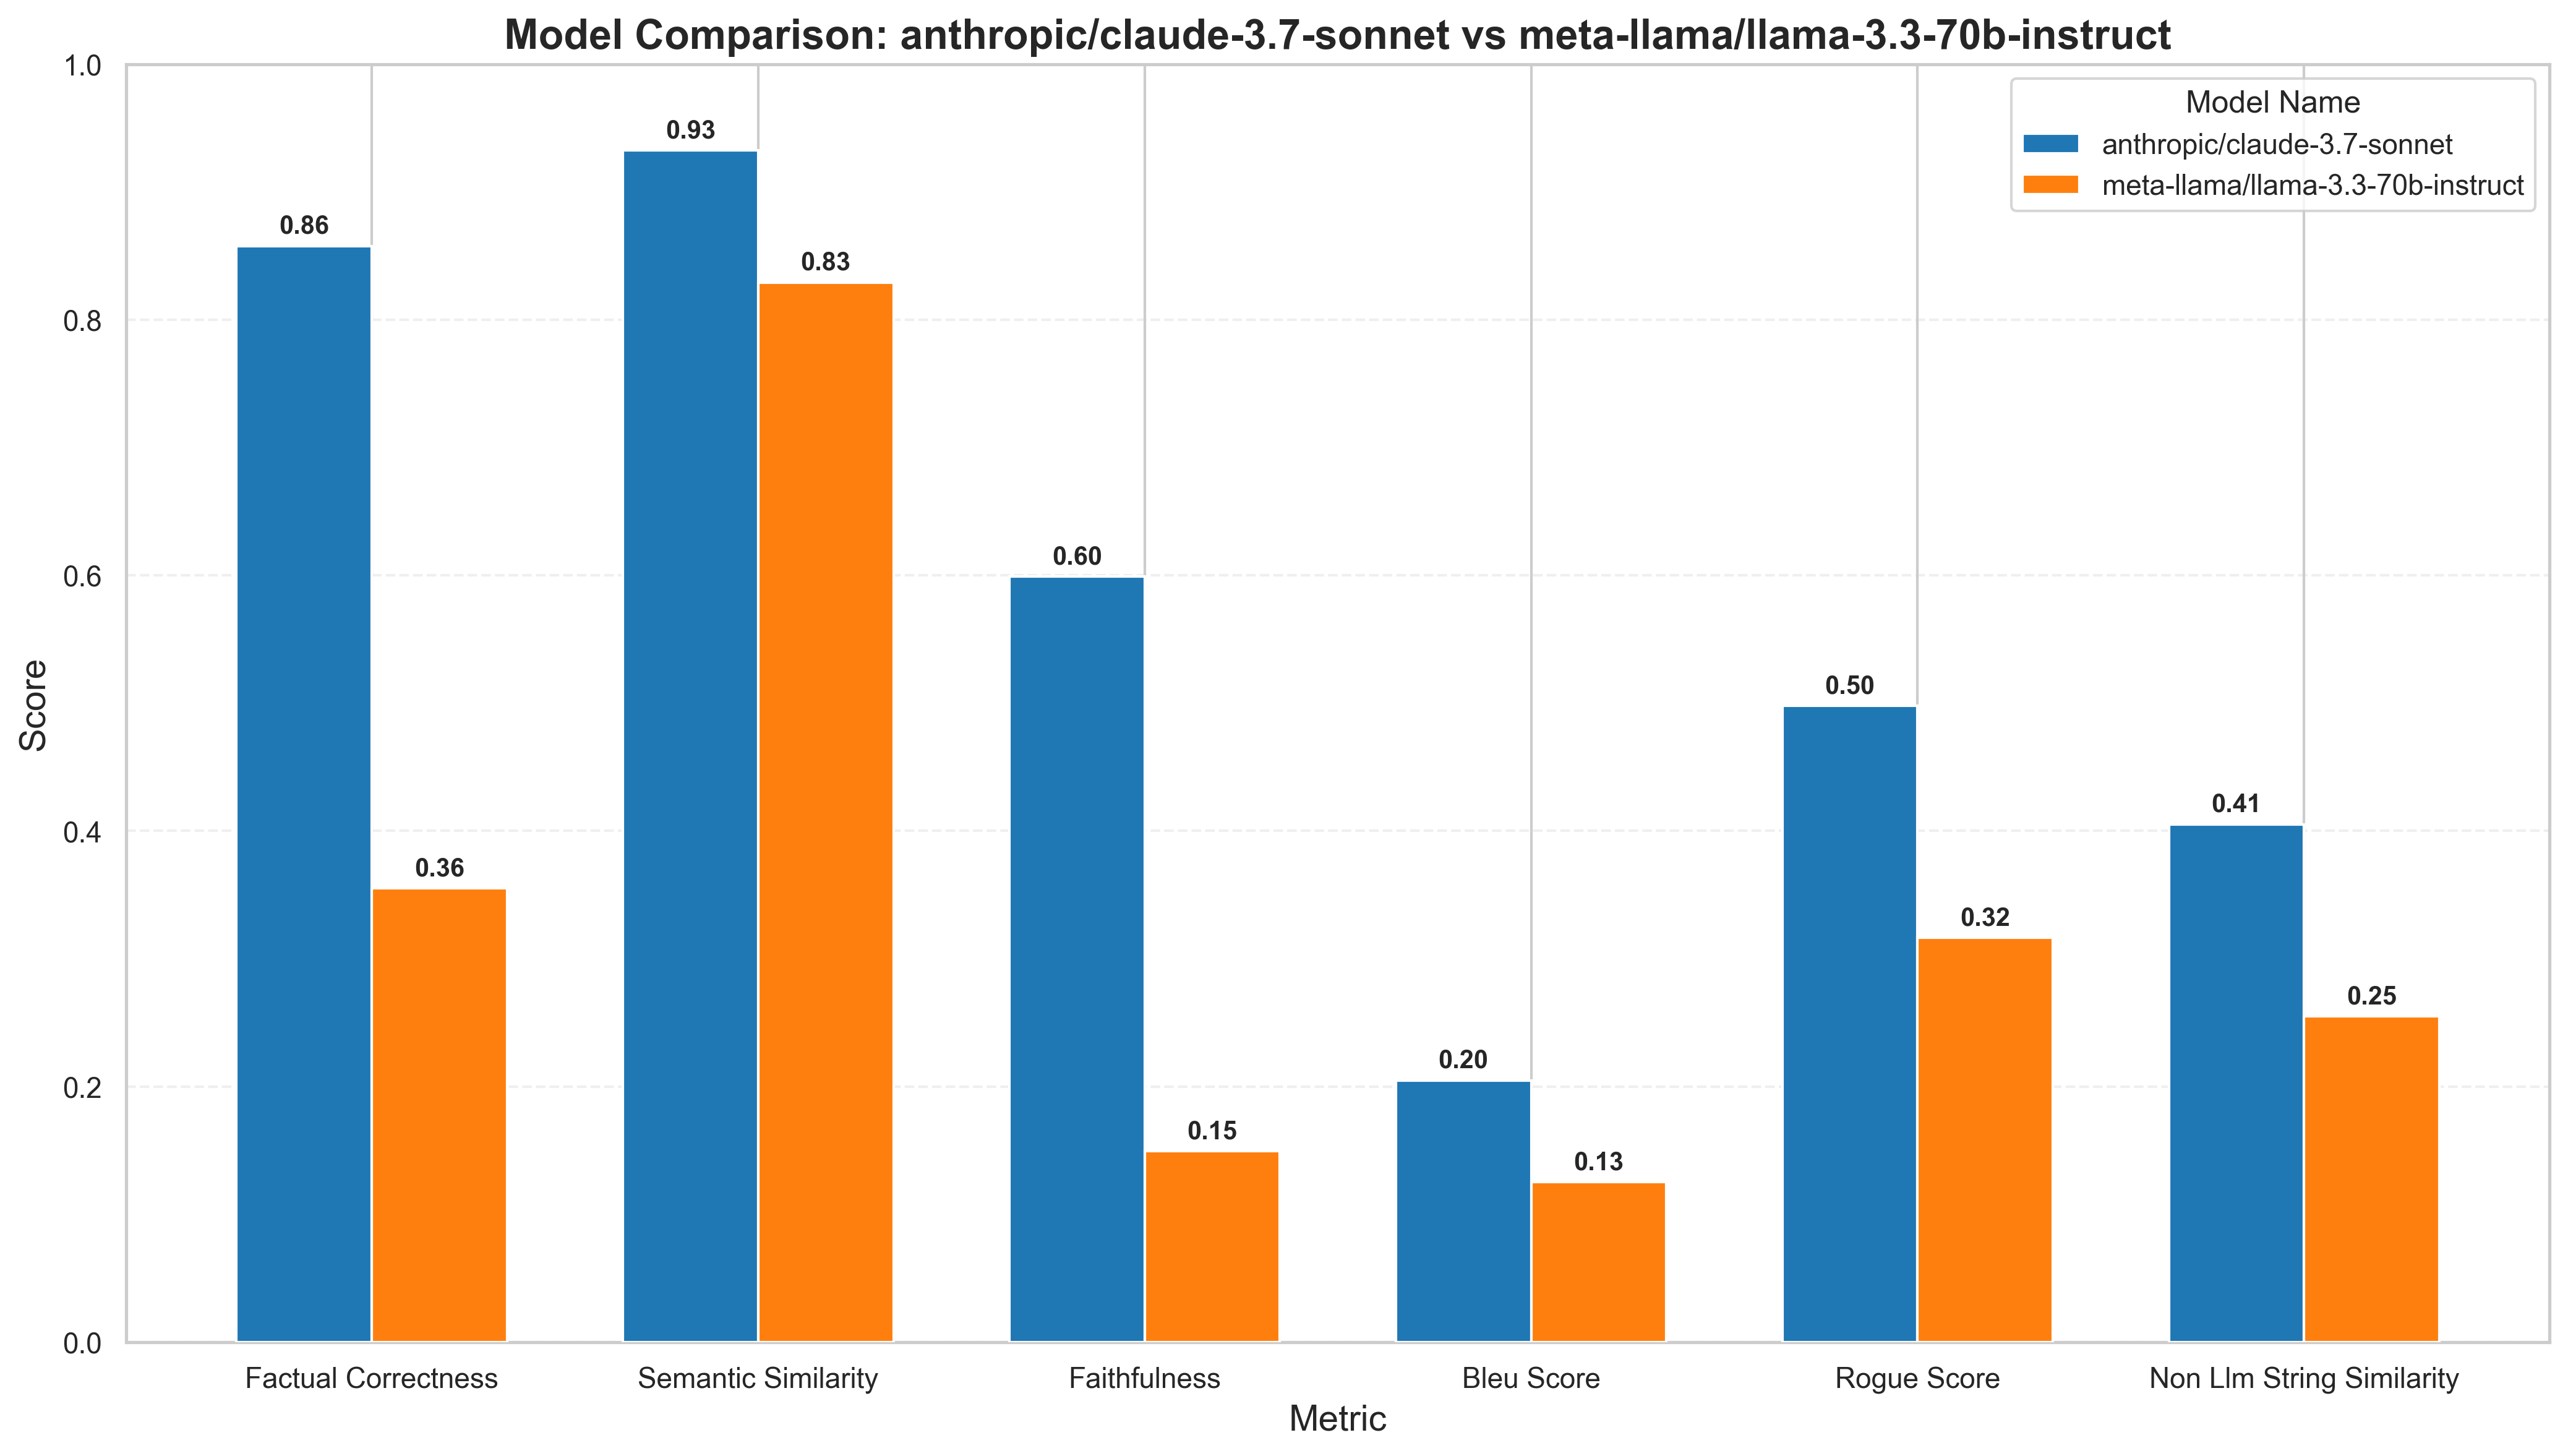 Model Comparison: anthropic/claude-3.7-sonnet vs meta-llama/llama-3.3-70b-instruct
Model Name
anthropic/claude-3.7-sonnet
meta-llama/llama-3.3-70b-instruct
Score
1.0
0.8
0.6
0.4
0.2
0.0
0.86
0.36
0.93
0.83
0.60
0.15
0.20
0.13
0.50
0.32
0.41
0.25
Factual Correctness
Semantic Similarity
Faithfulness
Bleu Score
Rogue Score
Non Llm String Similarity
Metric